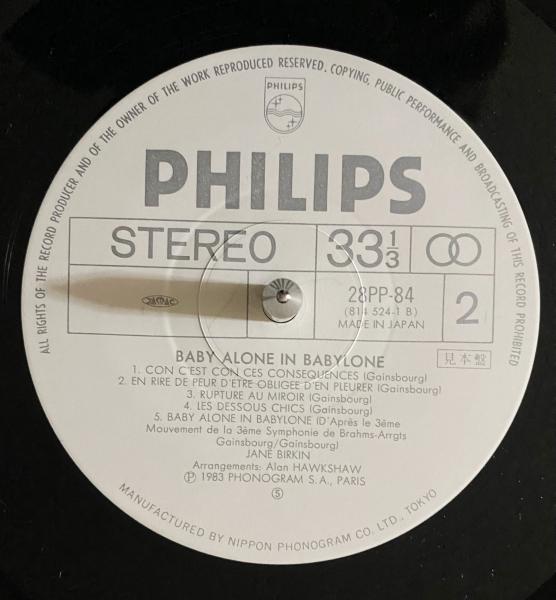 ALL RIGHTS OF THE RECORD PRODUCER AND OF THE OWNER OF THE WORK REPRODUCED RESERVED. COPYING, PUBLIC PERFORMANCE AND BROADCASTING OF THIS RECORD PROHIBITED
PHILIPS
PHILIPS
STEREO 33 1/3
28PP-84
(814 524-1 B)
MADE IN JAPAN
2
BABY ALONE IN BABYLONE
見本盤
1. CON C'EST CON CES CONSEQUENCES (Gainsbourg)
2. EN RIRE DE PEUR D'ETRE OBLIGEE D'EN PLEURER (Gainsbourg)
3. RUPTURE AU MIROIR (Gainsbourg)
4. LES DESSOUS CHICS (Gainsbourg)
5. BABY ALONE IN BABYLONE (D'Après le 3ème
Mouvement de la 3ème Symphonie de Brahms-Arrgts
Gainsbourg/Gainsbourg)
JANE BIRKIN
Arrangements: Alan HAWKSHAW
Ⓟ 1983 PHONOGRAM S.A., PARIS
Ⓢ
MANUFACTURED BY NIPPON PHONOGRAM CO. LTD., TOKYO